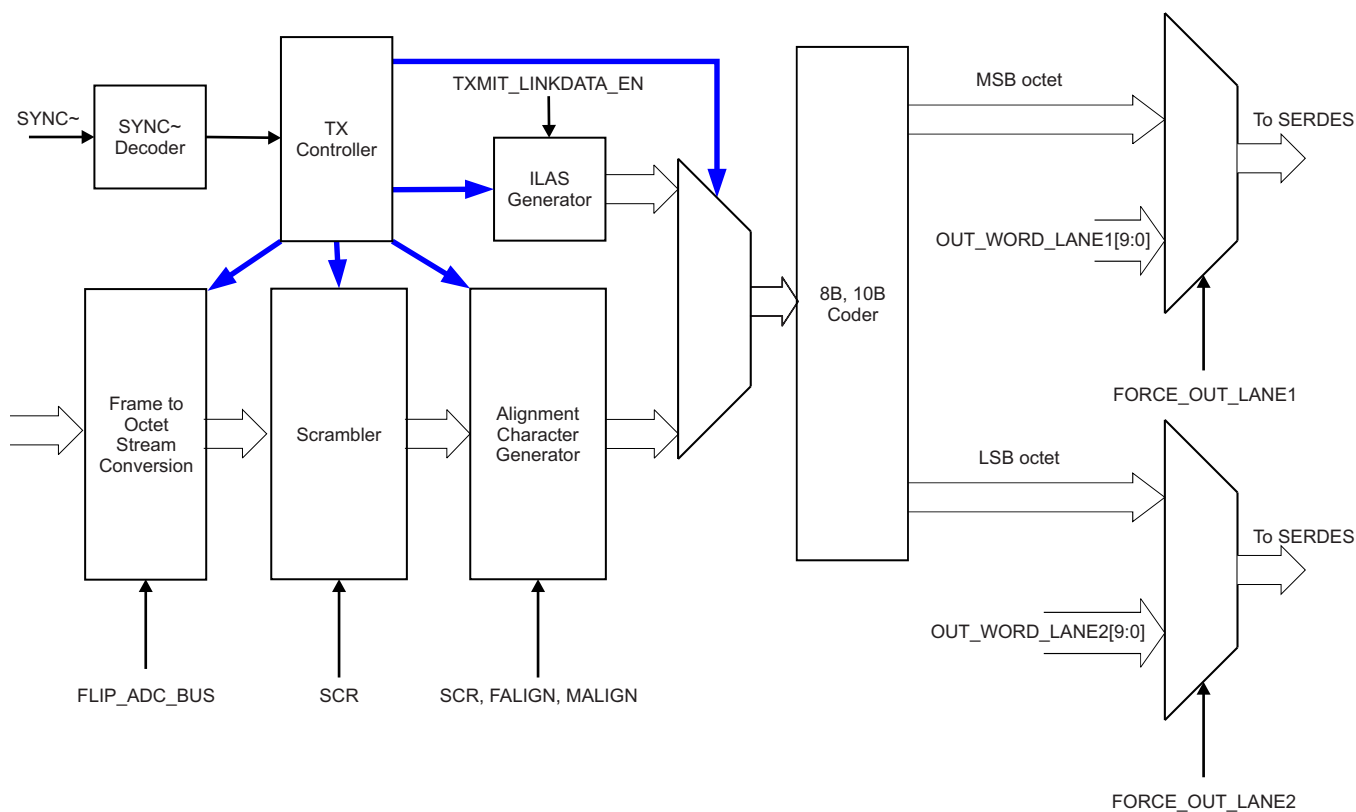 SYNC~
SYNC~
Decoder
TX
Controller
TXMIT_LINKDATA_EN
ILAS
Generator
MSB octet
To SERDES
OUT_WORD_LANE1[9:0]
FORCE_OUT_LANE1
Frame to
Octet
Stream
Conversion
Scrambler
Alignment
Character
Generator
8B, 10B
Coder
LSB octet
To SERDES
OUT_WORD_LANE2[9:0]
FORCE_OUT_LANE2
FLIP_ADC_BUS
SCR
SCR, FALIGN, MALIGN